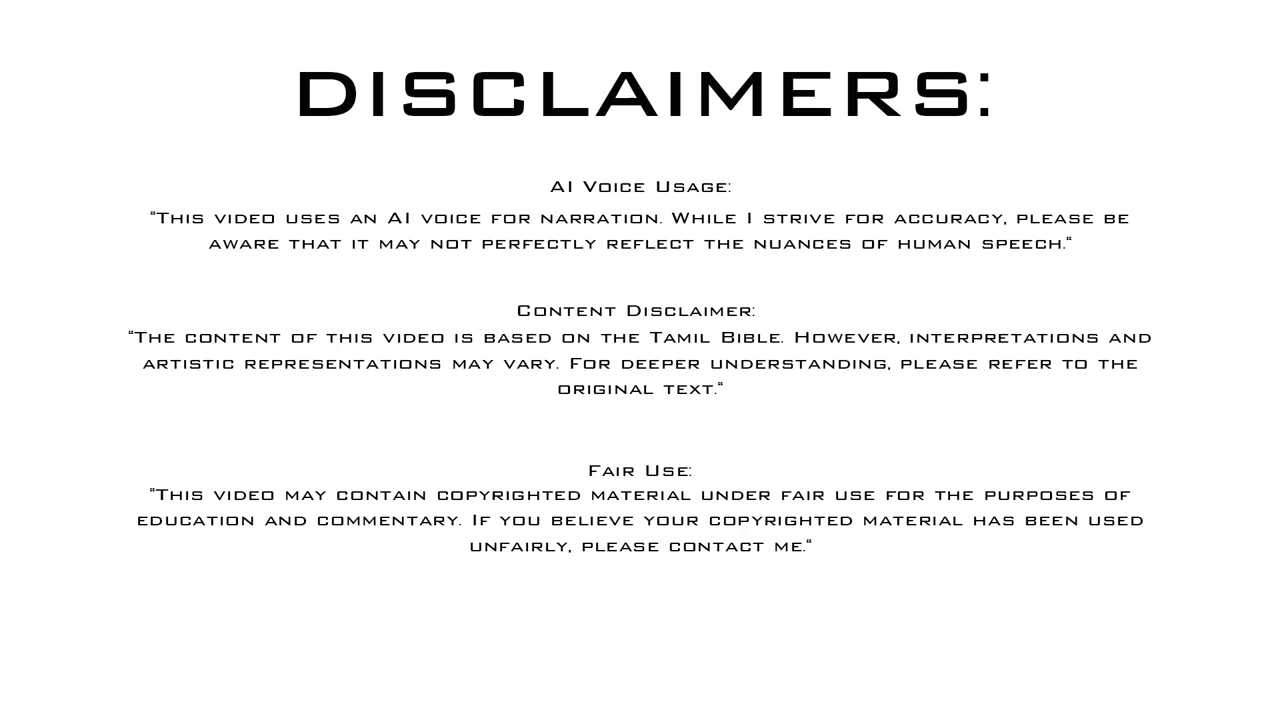 DISCLAIMERS:
AI Voice Usage:
“This video uses an AI voice for narration. While I strive for accuracy, please be
aware that it may not perfectly reflect the nuances of human speech.“
Content Disclaimer:
“The content of this video is based on the Tamil Bible. However, interpretations and
artistic representations may vary. For deeper understanding, please refer to the
original text.“
Fair Use:
“This video may contain copyrighted material under fair use for the purposes of
education and commentary. If you believe your copyrighted material has been used
unfairly, please contact me.“